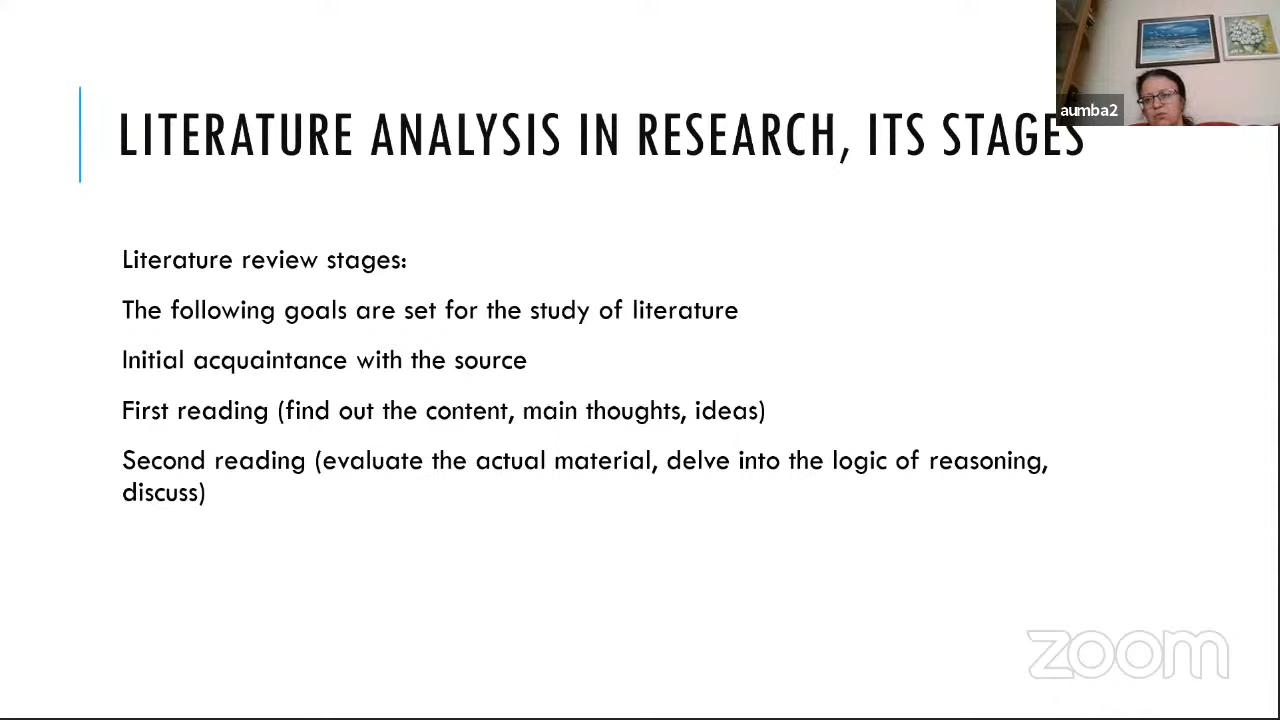 aumba2
LITERATURE ANALYSIS IN RESEARCH, ITS STAGES
Literature review stages:
The following goals are set for the study of literature
Initial acquaintance with the source
First reading (find out the content, main thoughts, ideas)
Second reading (evaluate the actual material, delve into the logic of reasoning,
discuss)
zoom